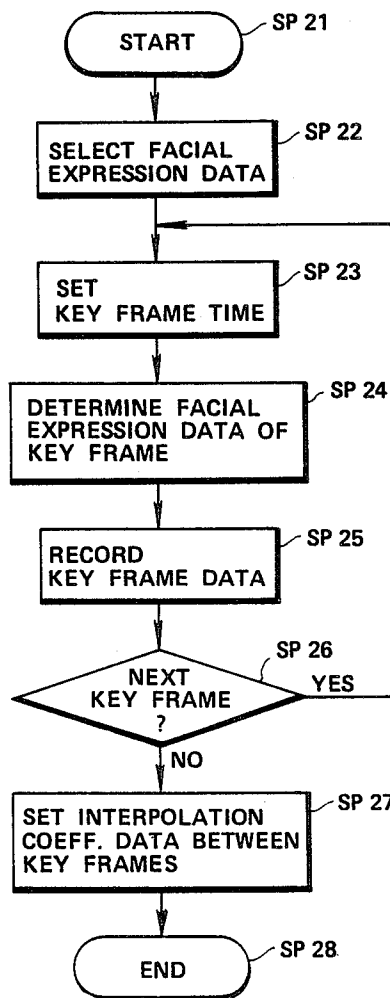 START
SP 21
SELECT FACIAL
EXPRESSION DATA
SP 22
SET
KEY FRAME TIME
SP 23
DETERMINE FACIAL
EXPRESSION DATA OF
KEY FRAME
SP 24
RECORD
KEY FRAME DATA
SP 25
NEXT
KEY FRAME
?
SP 26
YES
NO
SET INTERPOLATION
COEFF. DATA BETWEEN
KEY FRAMES
SP 27
END
SP 28